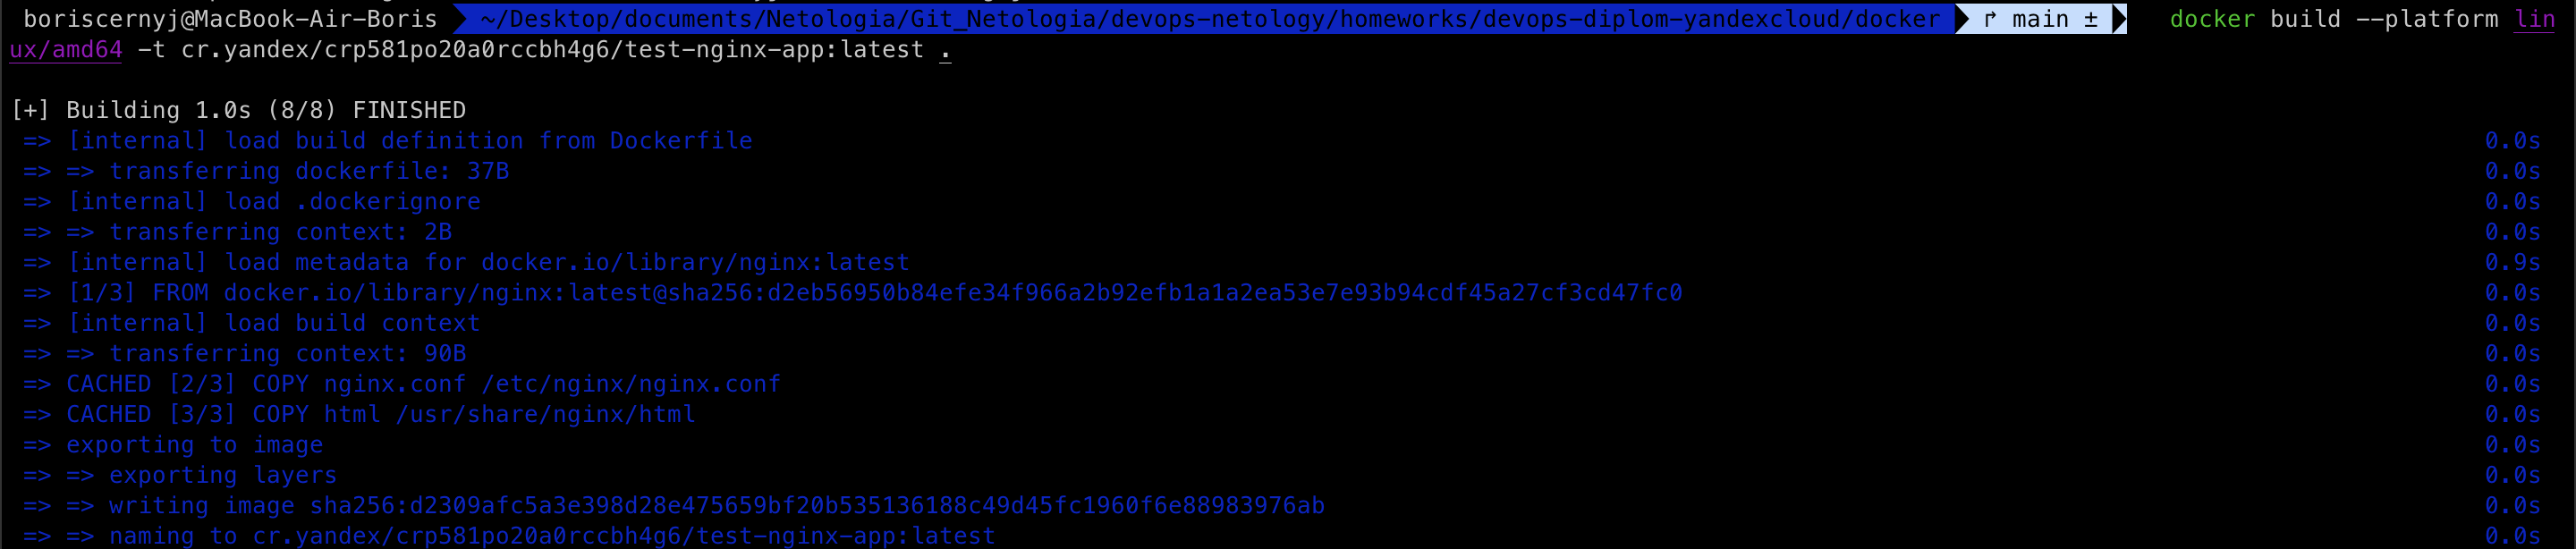 boriscernyj@MacBook-Air-Boris ~/Desktop/documents/Netologia/Git_Netologia/devops-netology/homeworks/devops-diplom-yandexcloud/docker main ± docker build --platform lin
ux/amd64 -t cr.yandex/crp581po20a0rccbh4g6/test-nginx-app:latest .
[+] Building 1.0s (8/8) FINISHED
=> [internal] load build definition from Dockerfile 0.0s
=> => transferring dockerfile: 37B 0.0s
=> [internal] load .dockerignore 0.0s
=> => transferring context: 2B 0.0s
=> [internal] load metadata for docker.io/library/nginx:latest 0.9s
=> [1/3] FROM docker.io/library/nginx:latest@sha256:d2eb56950b84efe34f966a2b92efb1a1a2ea53e7e93b94cdf45a27cf3cd47fc0 0.0s
=> [internal] load build context 0.0s
=> => transferring context: 90B 0.0s
=> CACHED [2/3] COPY nginx.conf /etc/nginx/nginx.conf 0.0s
=> CACHED [3/3] COPY html /usr/share/nginx/html 0.0s
=> exporting to image 0.0s
=> => exporting layers 0.0s
=> => writing image sha256:d2309afc5a3e398d28e475659bf20b535136188c49d45fc1960f6e88983976ab 0.0s
=> => naming to cr.yandex/crp581po20a0rccbh4g6/test-nginx-app:latest 0.0s